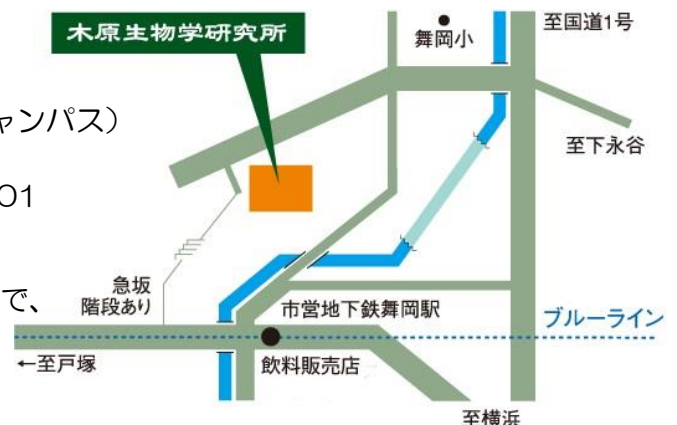 木原生物学研究所
舞岡小
至国道1号
ャンパス)
至下永谷
01
急坂
階段あり
で、
市営地下鉄舞岡駅
ブルーライン
←至戸塚
飲料販売店
至横浜